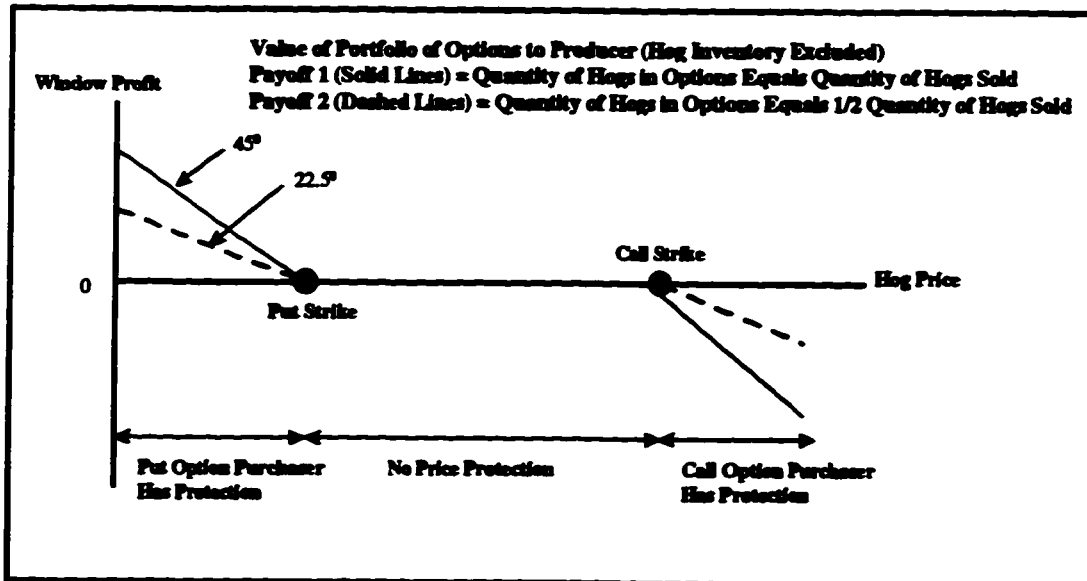 Value of Portfolio of Options to Producer (Hog Inventory Excluded)
Payoff 1 (Solid Lines) = Quantity of Hogs in Options Equals Quantity of Hogs Sold
Payoff 2 (Dashed Lines) = Quantity of Hogs in Options Equals 1/2 Quantity of Hogs Sold
Window Profit
45⁰
22.5⁰
Call Strike
0
Hog Price
Put Strike
Put Option Purchaser
Has Protection
No Price Protection
Call Option Purchaser
Has Protection